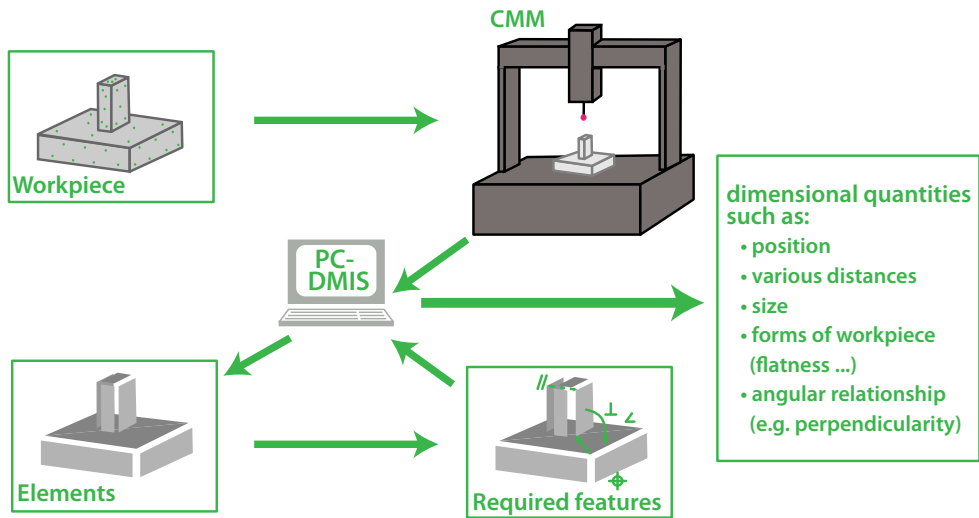 CMM
Workpiece
dimensional quantities
such as:
• position
• various distances
• size
• forms of workpiece
(flatness ...)
• angular relationship
(e.g. perpendicularity)
PC-
DMIS
Elements
// ⊥ ∠
⌖
Required features